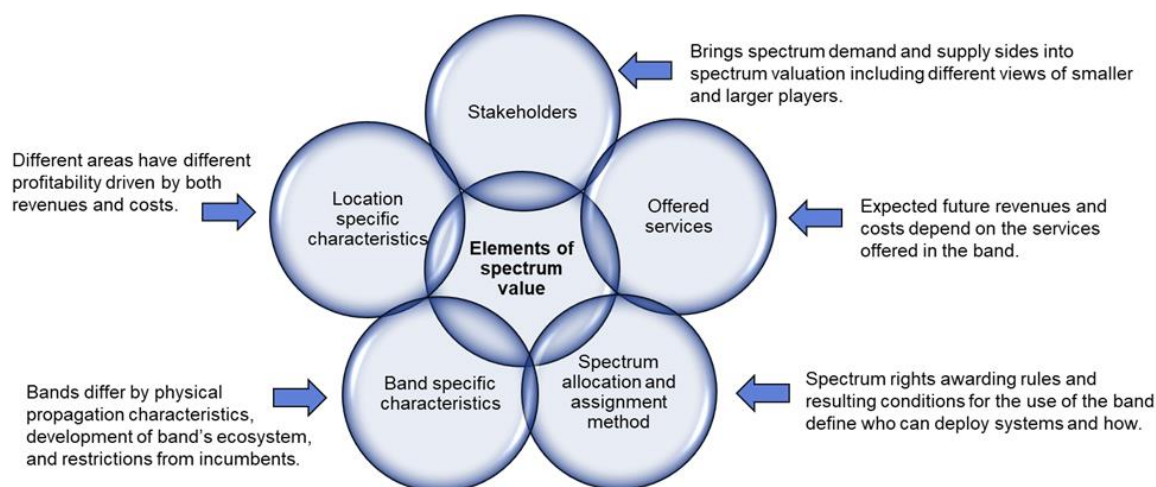 Brings spectrum demand and supply sides into
spectrum valuation including different views of smaller
and larger players.
Stakeholders
Different areas have different
profitability driven by both
revenues and costs.
Location
specific
characteristics
Offered
services
Expected future revenues and
costs depend on the services
offered in the band.
Elements of
spectrum
value
Bands differ by physical
propagation characteristics,
development of band's ecosystem,
and restrictions from incumbents.
Band specific
characteristics
Spectrum
allocation and
assignment
method
Spectrum rights awarding rules and
resulting conditions for the use of the band
define who can deploy systems and how.